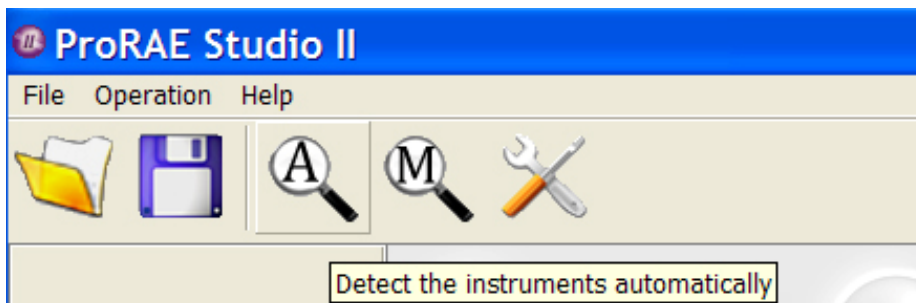 ProRAE Studio II
File Operation Help
A M
Detect the instruments automatically